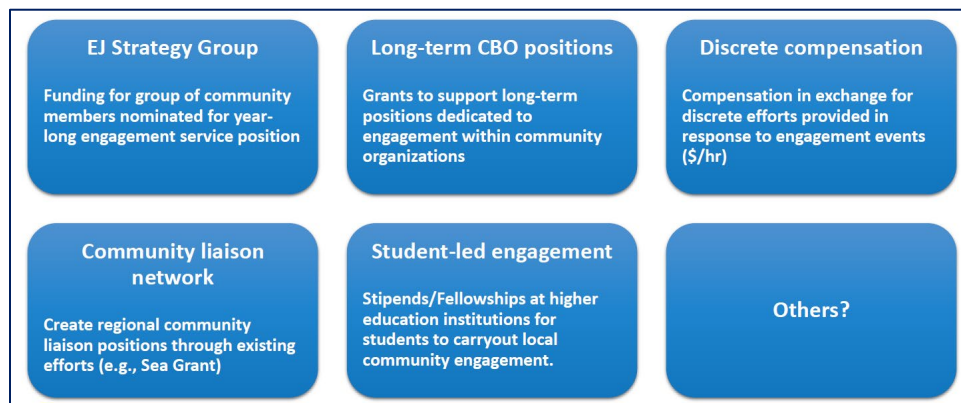 EJ Strategy Group
Funding for group of community
members nominated for year-
long engagement service position
Long-term CBO positions
Grants to support long-term
positions dedicated to
engagement within community
organizations
Discrete compensation
Compensation in exchange for
discrete efforts provided in
response to engagement events
($/hr)
Community liaison
network
Create regional community
liaison positions through existing
efforts (e.g., Sea Grant)
Student-led engagement
Stipends/Fellowships at higher
education institutions for
students to carryout local
community engagement.
Others?